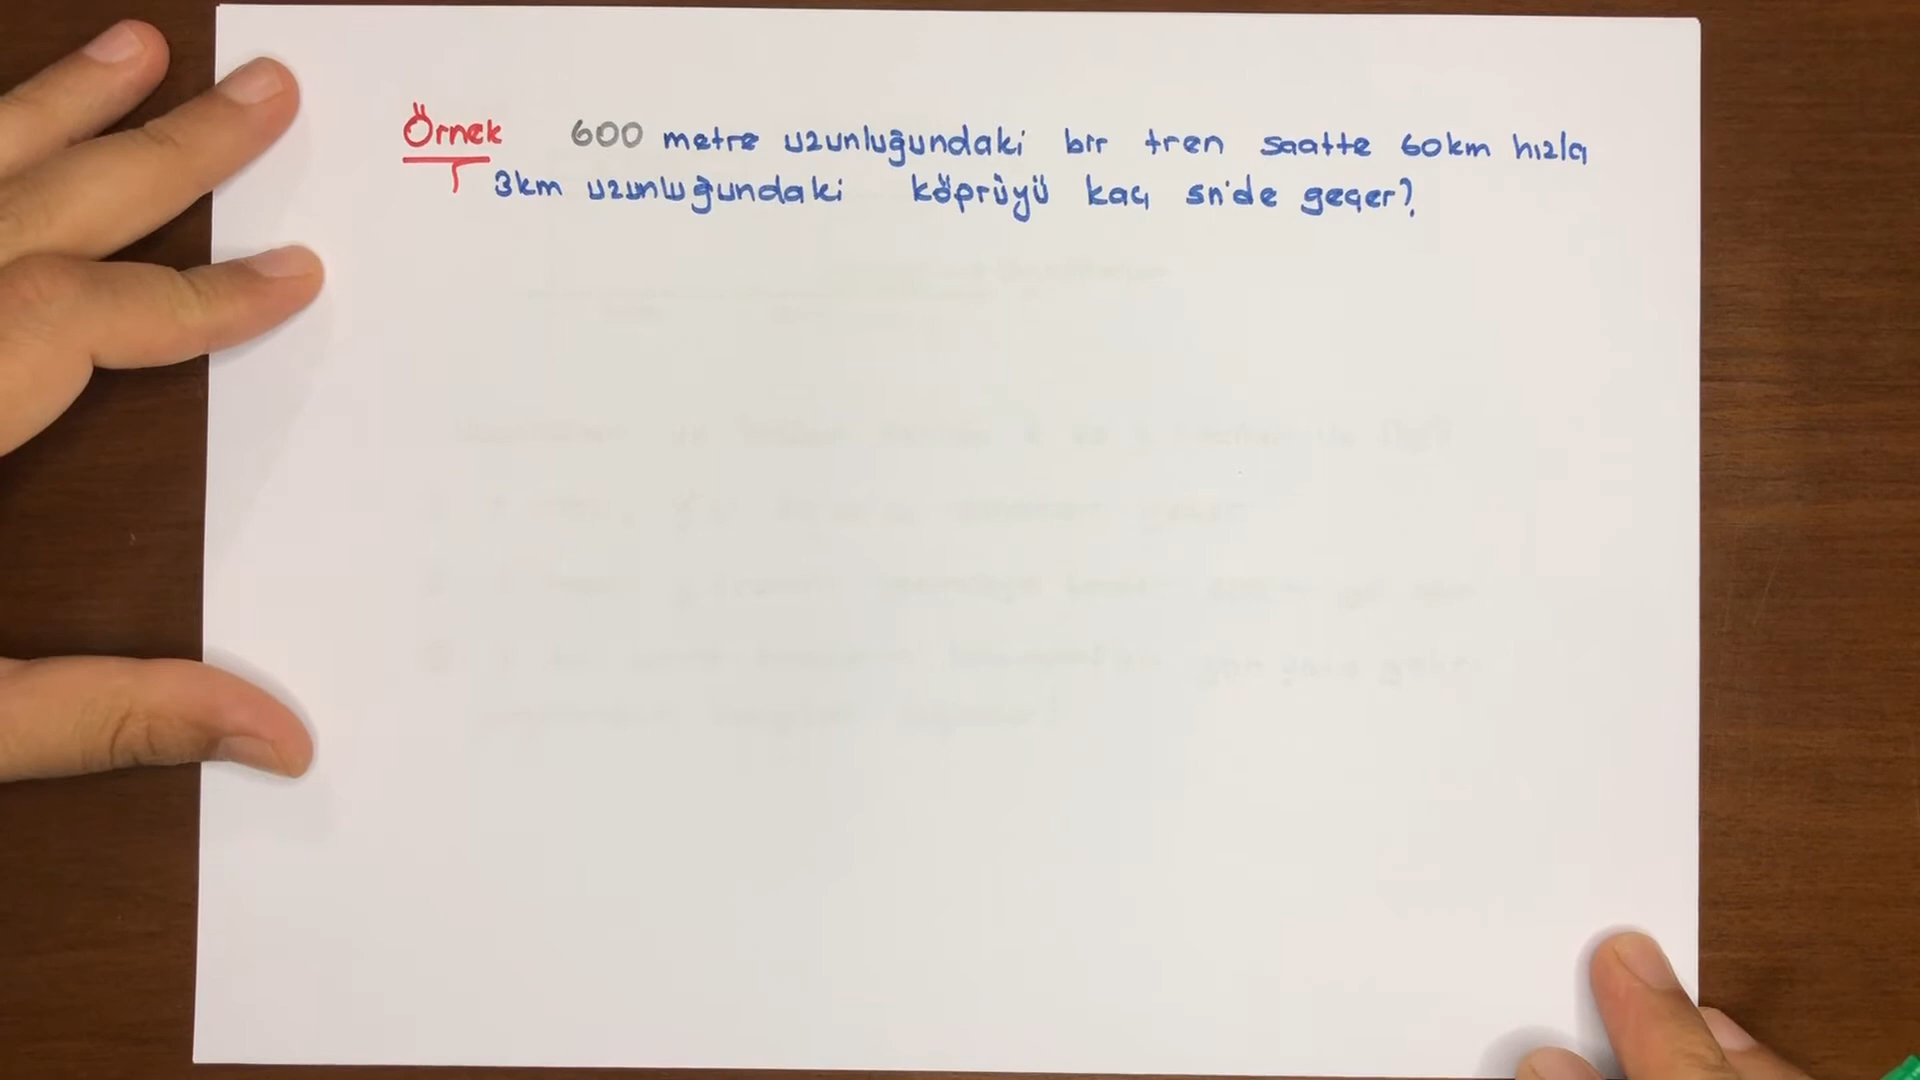 Örnek 600 metre uzunluğundaki bir tren saatte 60km hızla
3km uzunluğundaki köprüyü kaç sn'de geçer?